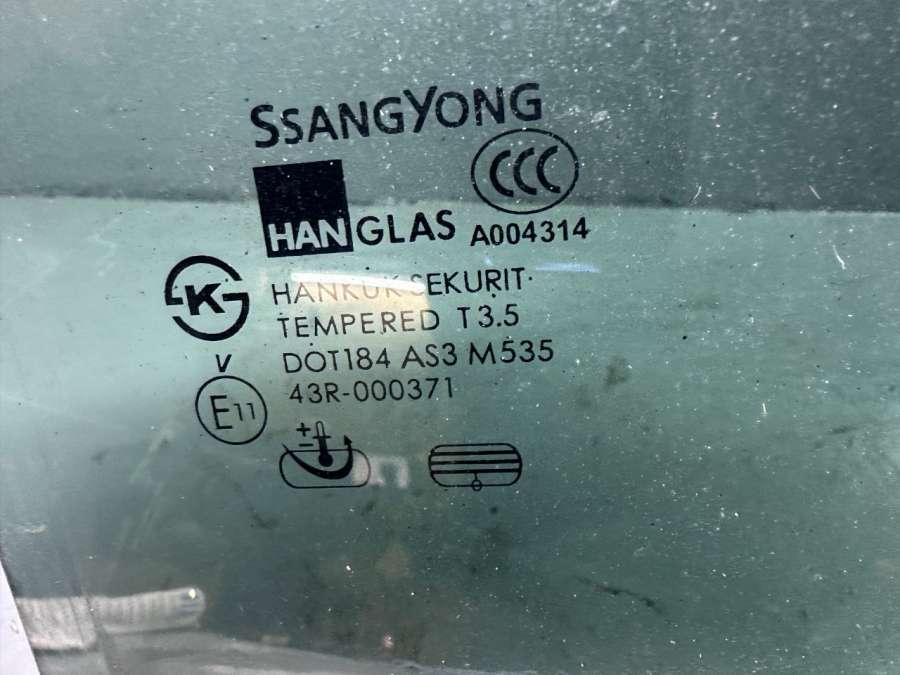 SSANGYONG
CCC
HANGLAS A004314
K
HANKUK SEKURIT
TEMPERED T3.5
V
DOT184 AS3 M535
E11
43R-000371